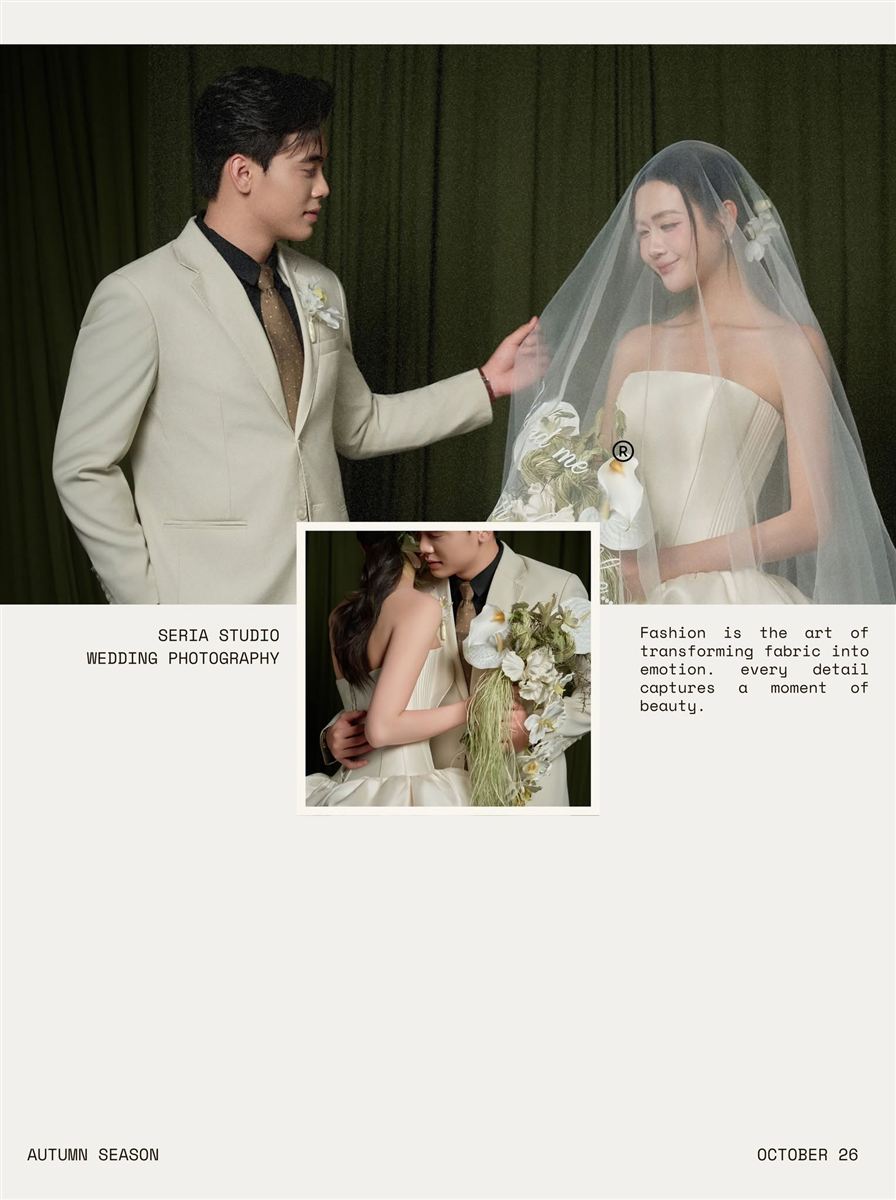 me
®
SERIA STUDIO
WEDDING PHOTOGRAPHY
Fashion is the art of
transforming fabric into
emotion. every detail
captures a moment of
beauty.
AUTUMN SEASON
OCTOBER 26